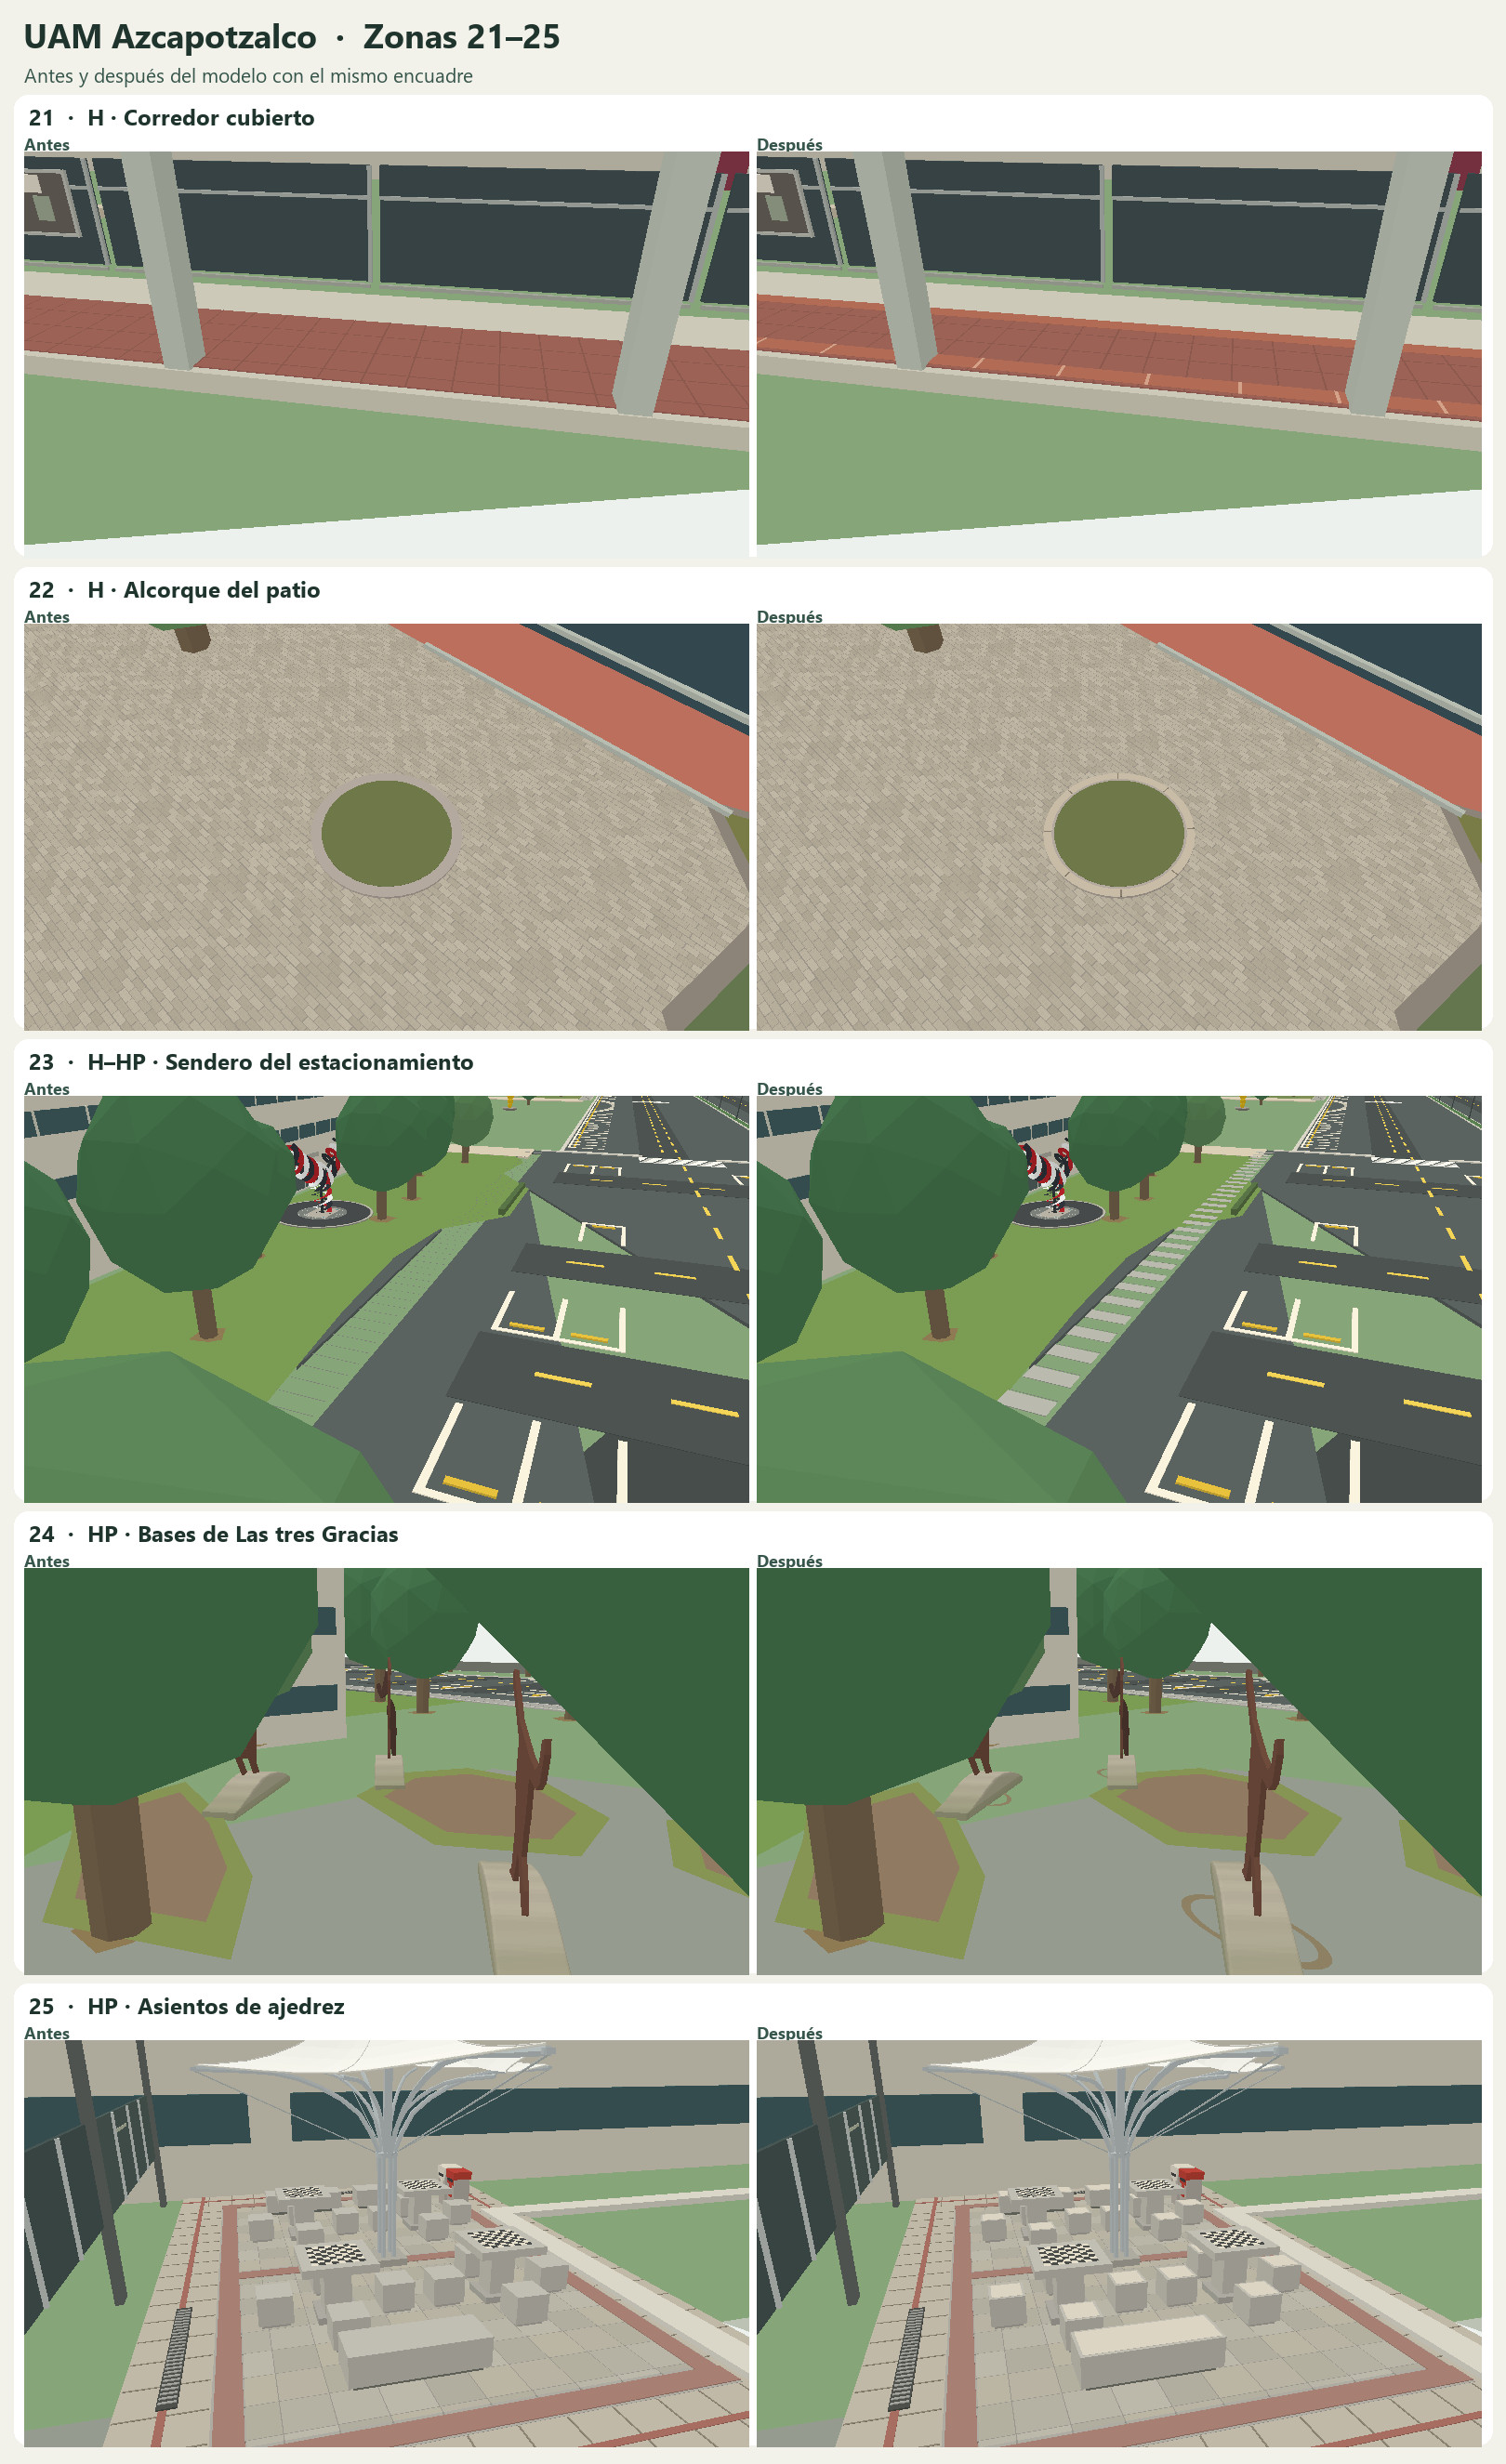 UAM Azcapotzalco · Zonas 21–25
Antes y después del modelo con el mismo encuadre
21 · H · Corredor cubierto
Antes
Después
22 · H · Alcorque del patio
Antes
Después
23 · H–HP · Sendero del estacionamiento
Antes
Después
24 · HP · Bases de Las tres Gracias
Antes
Después
25 · HP · Asientos de ajedrez
Antes
Después